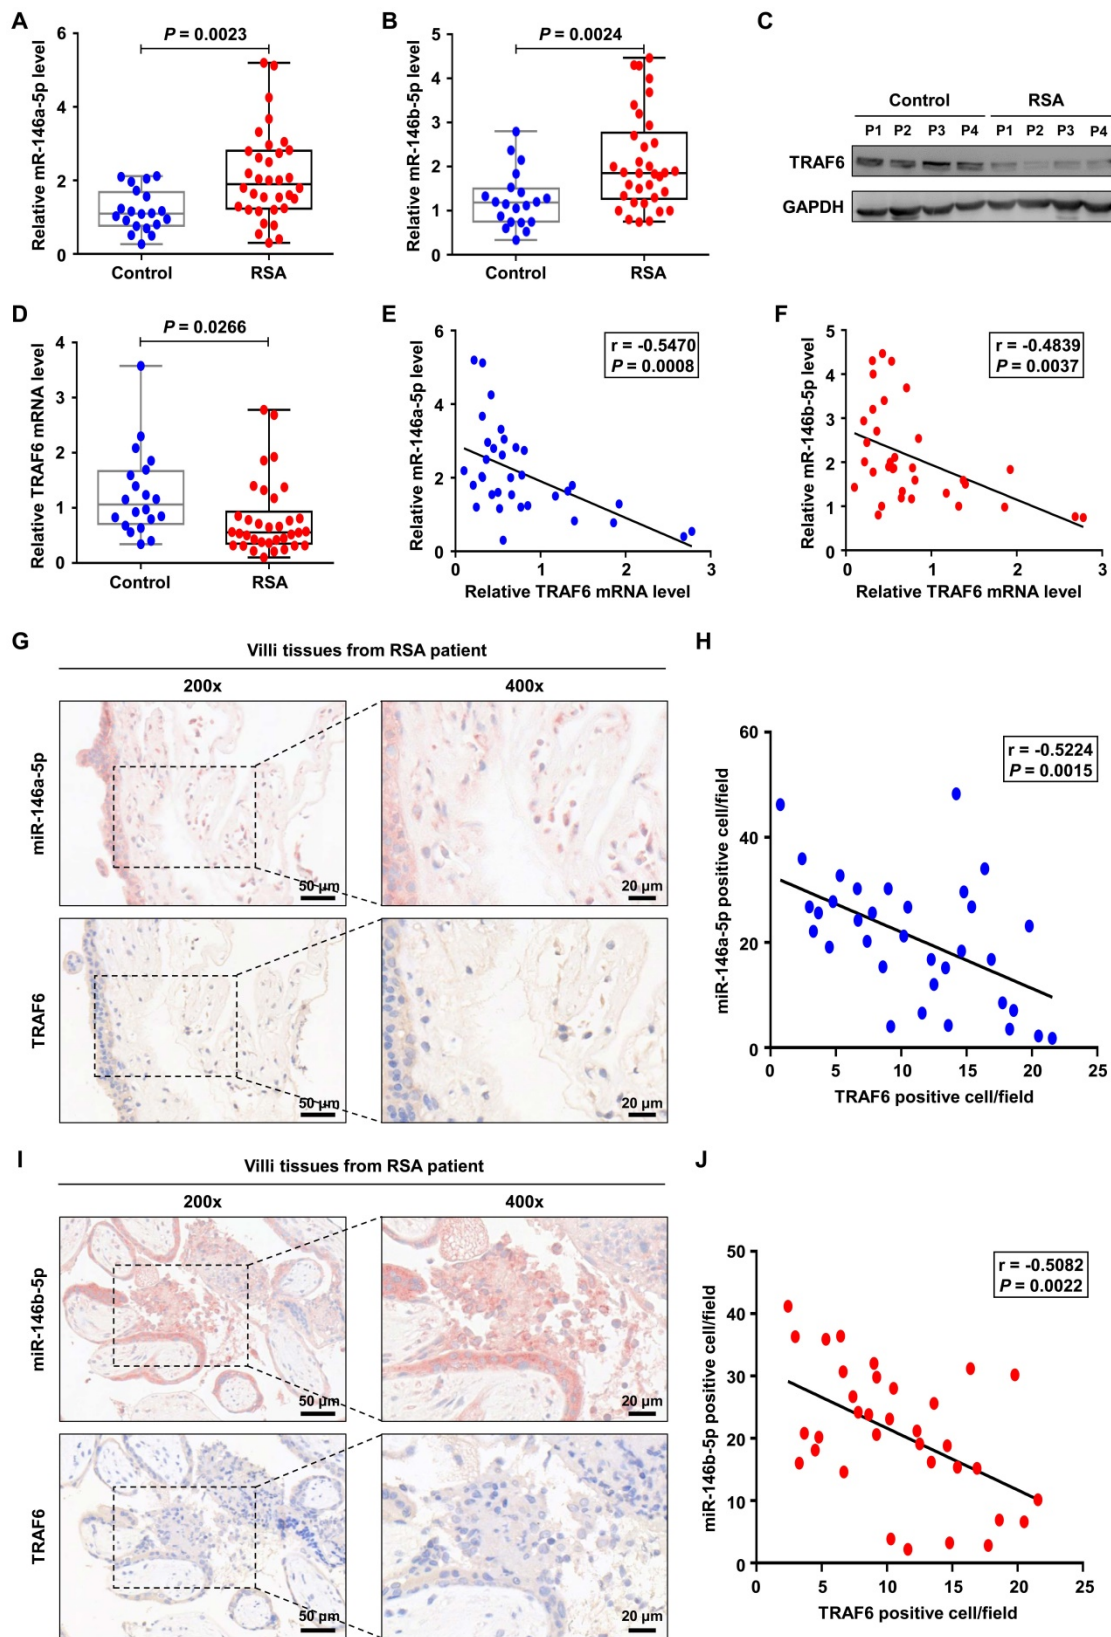 A
Relative mR-146a-5p level
P = 0.0023
6
4
2
0
Control
RSA
B
Relative mR-146b-5p level
P = 0.0024
5
4
3
2
1
0
Control
RSA
C
Control
RSA
P1 P2 P3 P4 P1 P2 P3 P4
TRAF6
GAPDH
D
Relative TRAF6 mRNA level
P = 0.0266
4
3
2
1
0
Control
RSA
E
Relative mR-146a-5p level
r = -0.5470
P = 0.0008
6
5
4
3
2
1
0
0 1 2 3
Relative TRAF6 mRNA level
F
Relative mR-146b-5p level
r = -0.4839
P = 0.0037
5
4
3
2
1
0
0 1 2 3
Relative TRAF6 mRNA level
G
Villi tissues from RSA patient
200x
400x
miR-146a-5p
50 µm
20 µm
TRAF6
50 µm
20 µm
H
miR-146a-5p positive cell/field
r = -0.5224
P = 0.0015
60
40
20
0
0 5 10 15 20 25
TRAF6 positive cell/field
I
Villi tissues from RSA patient
200x
400x
miR-146b-5p
50 µm
20 µm
TRAF6
50 µm
20 µm
J
miR-146b-5p positive cell/field
r = -0.5082
P = 0.0022
50
40
30
20
10
0
0 5 10 15 20 25
TRAF6 positive cell/field